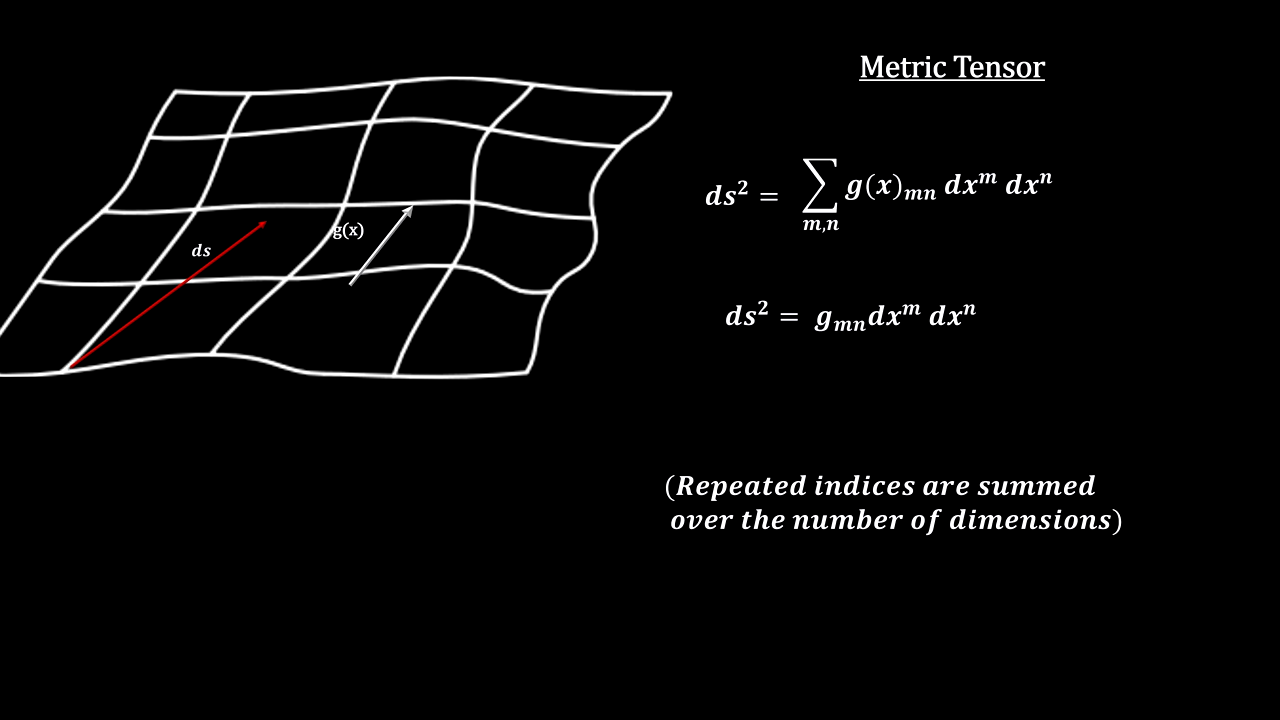 Metric Tensor
ds² = ∑ g(x)ₘₙ dxᵐ dxⁿ
m,n
g(x)
ds
ds² = gₘₙdxᵐ dxⁿ
(Repeated indices are summed
over the number of dimensions)